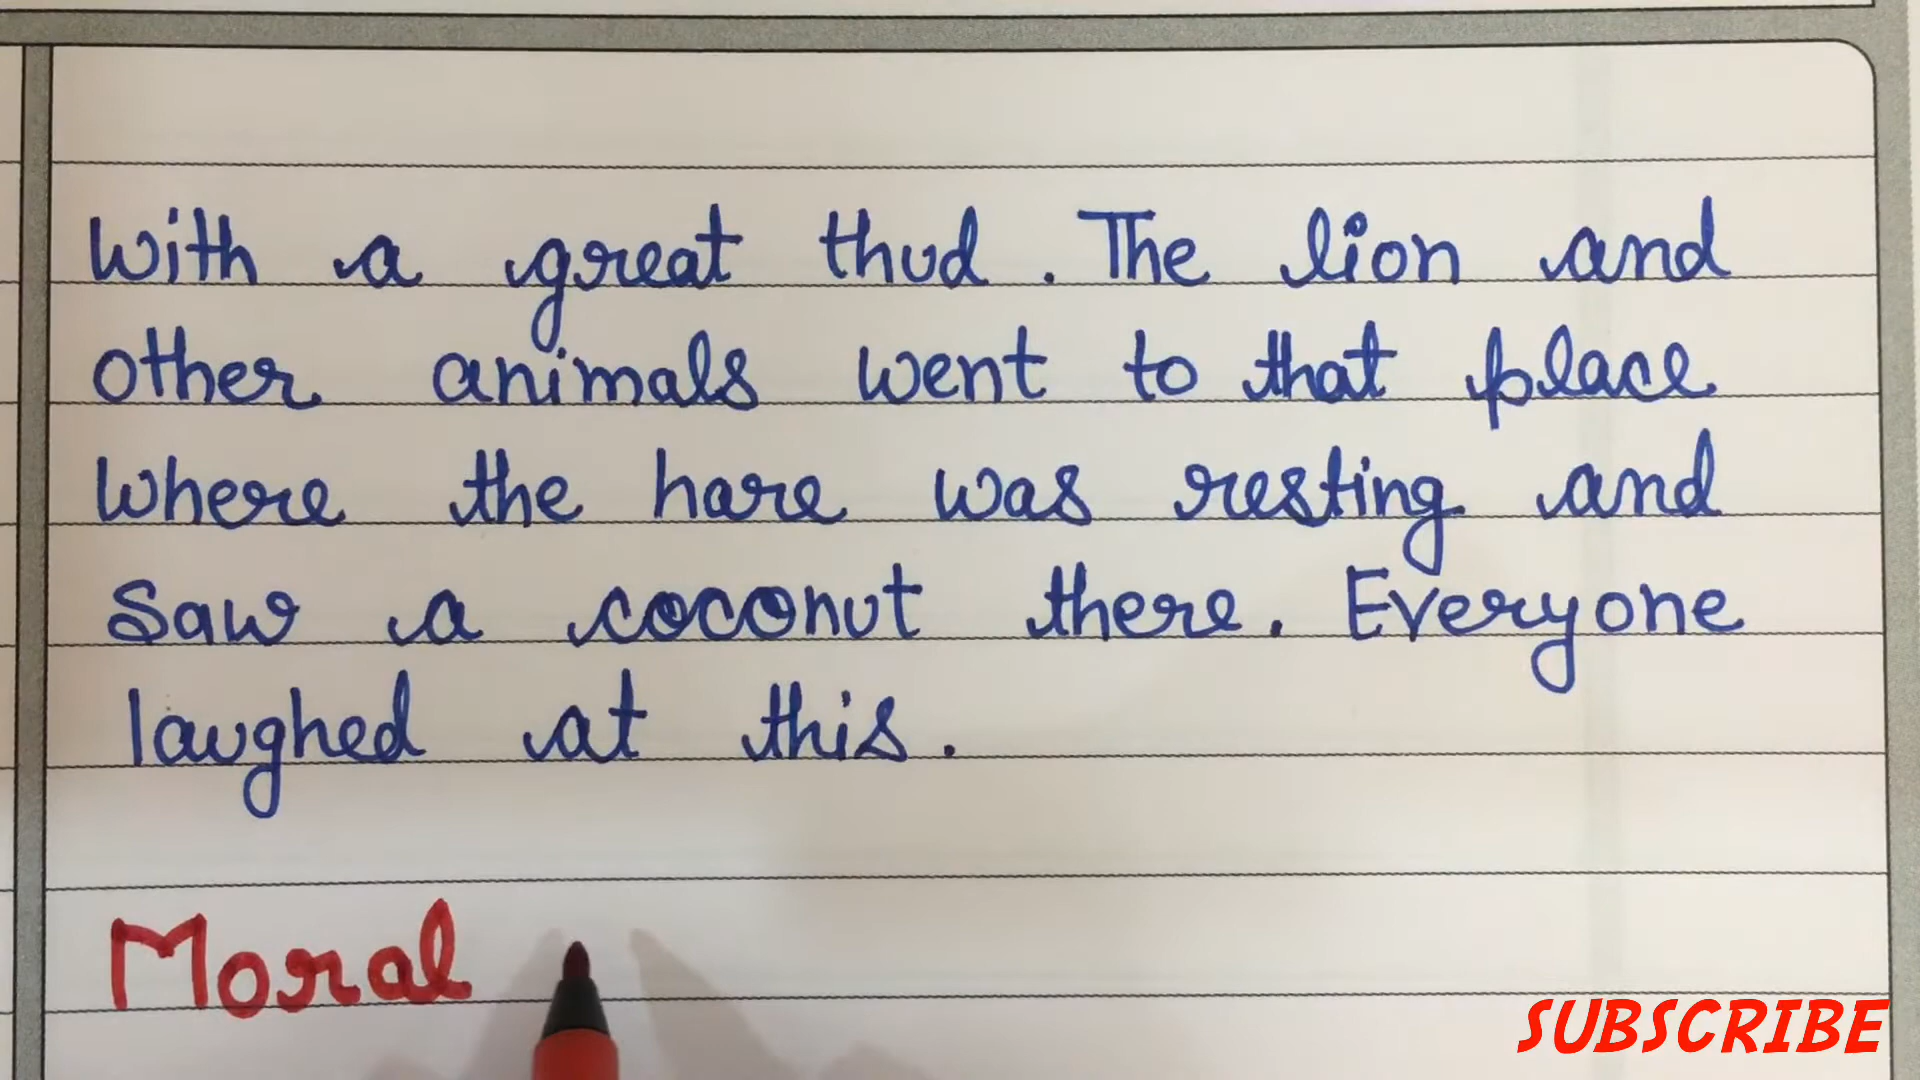 with a great thud. The lion and
other animals went to that place
where the hare was resting and
saw a coconut there. Everyone
laughed at this.
Moral
SUBSCRIBE